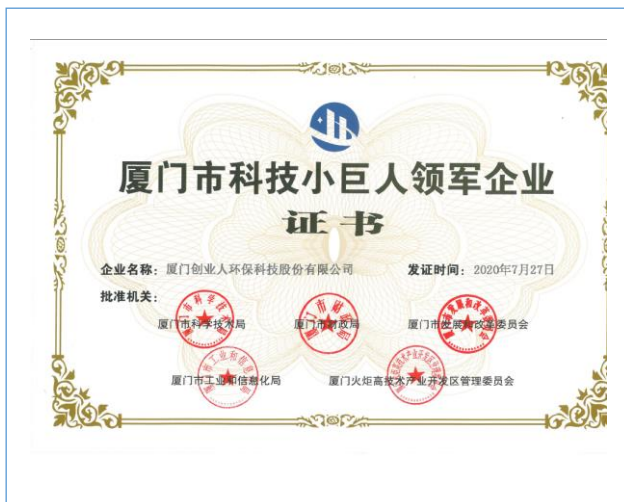 厦门市科技小巨人领军企业
证书
企业名称：厦门创业人环保科技股份有限公司 发证时间：2020年7月27日
批准机关：
厦门市科学技术局 厦门市财政局 厦门市发展和改革委员会
厦门市工业和信息化局 厦门火炬高技术产业开发区管理委员会